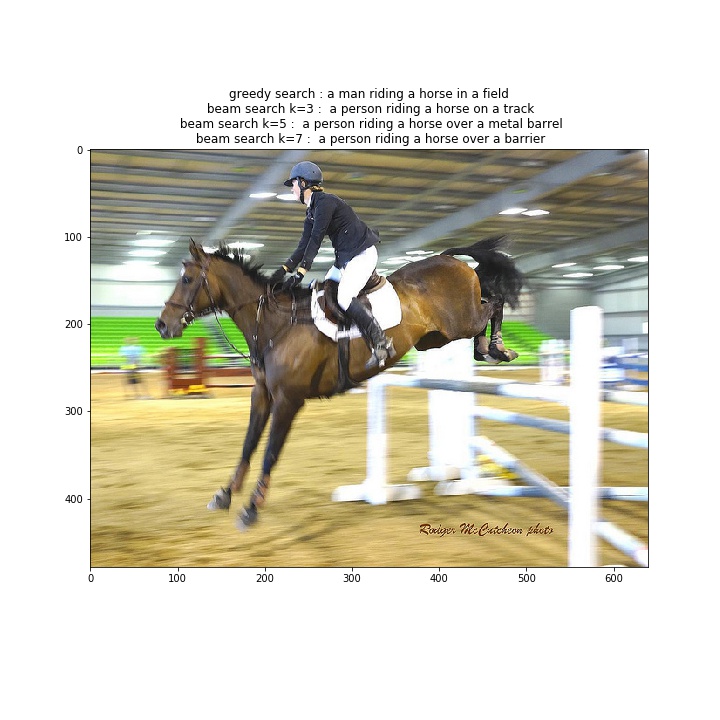 greedy search : a man riding a horse in a field
beam search k=3 :  a person riding a horse on a track
beam search k=5 :  a person riding a horse over a metal barrel
beam search k=7 :  a person riding a horse over a barrier
0
100
200
300
400
0 100 200 300 400 500 600
Rodger McCutcheon photo